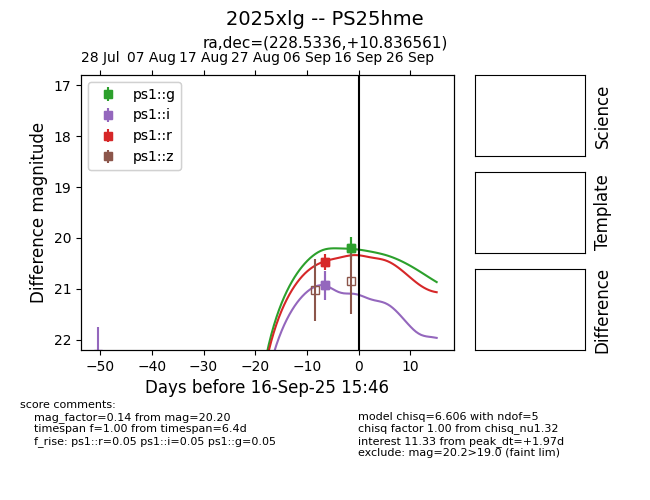 2025xlg -- PS25hme
ra,dec=(228.5336,+10.836561)
28 Jul 07 Aug 17 Aug 27 Aug 06 Sep 16 Sep 26 Sep
17
18
19
20
21
22
Difference magnitude
ps1::g
ps1::i
ps1::r
ps1::z
−50 −40 −30 −20 −10 0 10
Days before 16-Sep-25 15:46
Science
Template
Difference
score comments:
mag_factor=0.14 from mag=20.20
timespan f=1.00 from timespan=6.4d
f_rise: ps1::r=0.05 ps1::i=0.05 ps1::g=0.05
model chisq=6.606 with ndof=5
chisq factor 1.00 from chisq_nu1.32
interest 11.33 from peak_dt=+1.97d
exclude: mag=20.2>19.0 (faint lim)